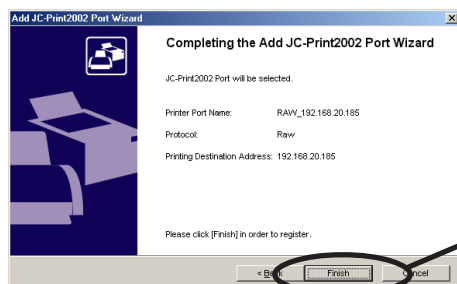 Add JC-Print2002 Port Wizard
Completing the Add JC-Print2002 Port Wizard
JC-Print2002 Port will be selected.
Printer Port Name: RAW_192.168.20.185
Protocol: Raw
Printing Destination Address: 192.168.20.185
Please click [Finish] in order to register.
< Back Finish Cancel